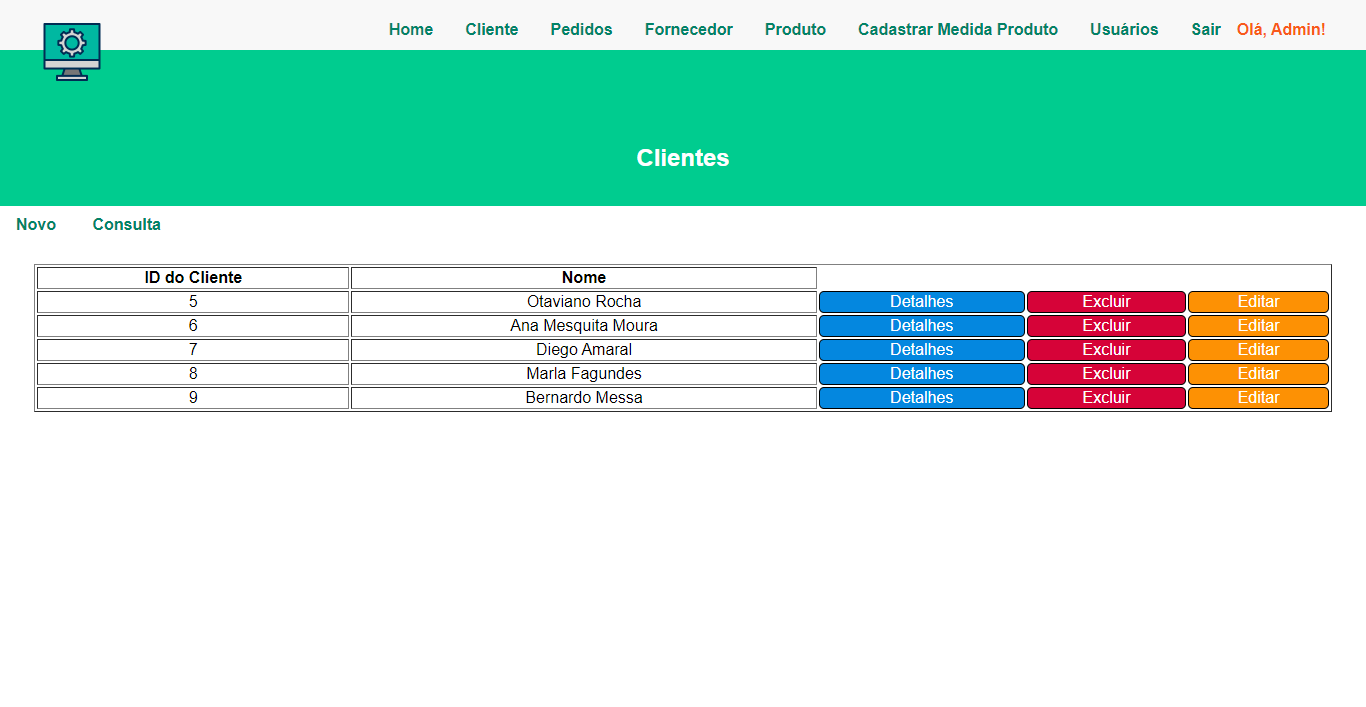 Home Cliente Pedidos Fornecedor Produto Cadastrar Medida Produto Usuários Sair Olá, Admin!
Clientes
Novo Consulta
ID do Cliente Nome
5 Otaviano Rocha Detalhes Excluir Editar
6 Ana Mesquita Moura Detalhes Excluir Editar
7 Diego Amaral Detalhes Excluir Editar
8 Marla Fagundes Detalhes Excluir Editar
9 Bernardo Messa Detalhes Excluir Editar